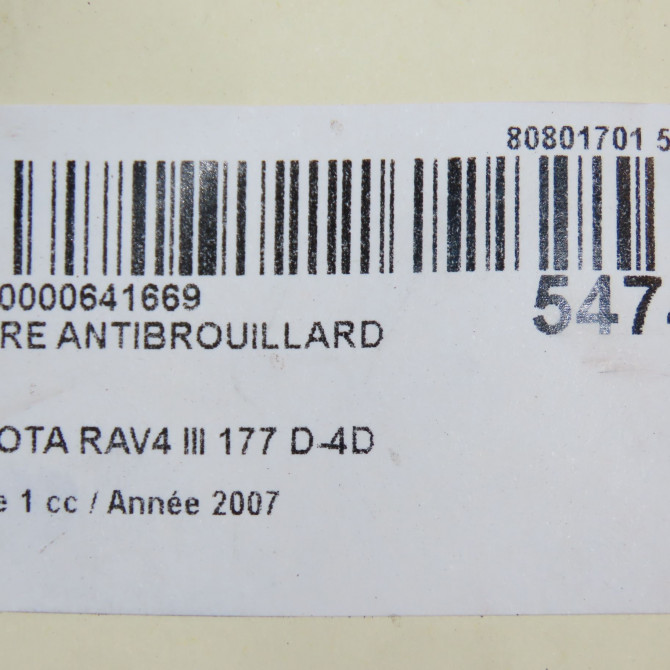 80801701 5
0000641669
547
RE ANTIBROUILLARD
OTA RAV4 III 177 D-4D
e 1 cc / Année 2007